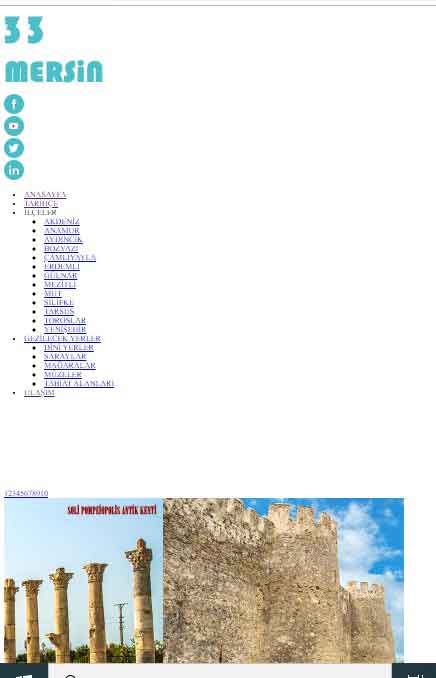 33
MERSiN
ANASAYFA
TARİHÇE
İLÇELER
AKDENİZ
ANAMUR
AYDINCIK
BOZYAZI
ÇAMLIYAYLA
ERDEMLİ
GÜLNAR
MEZİTLİ
MUT
SİLİFKE
TARSUS
TOROSLAR
YENİŞEHİR
GEZİLECEK YERLER
DİNİ YERLER
SARAYLAR
MAĞARALAR
MÜZELER
TABİAT ALANLARI
ULAŞIM
12345678910
SOLİ POMPEİOPOLİS ANTİK KENTİ